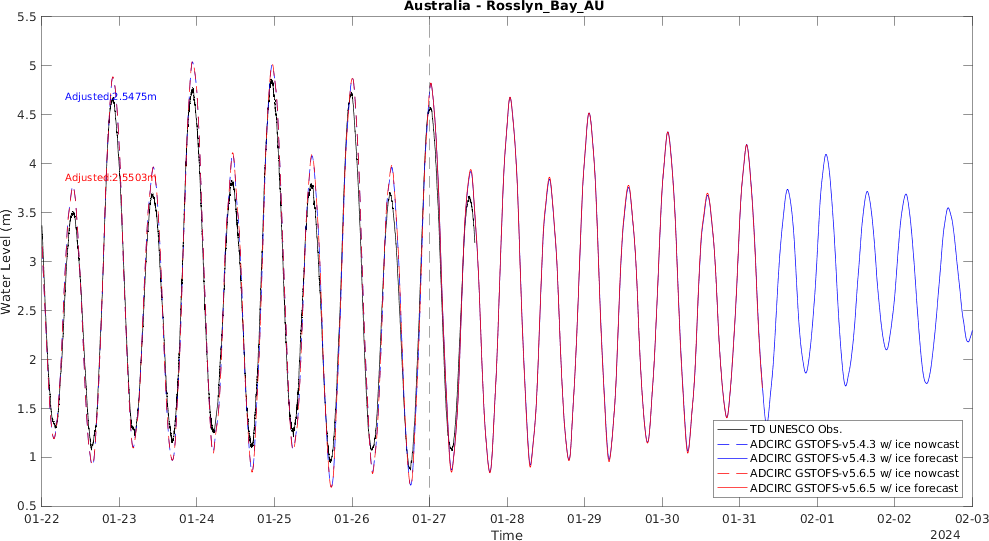 Australia - Rosslyn_Bay_AU
Water Level (m)
5.5
5
4.5
4
3.5
3
2.5
2
1.5
1
0.5
Adjusted:2.5475m
Adjusted:2.5503m
TD UNESCO Obs.
ADCIRC GSTOFS-v5.4.3 w/ ice nowcast
ADCIRC GSTOFS-v5.4.3 w/ ice forecast
ADCIRC GSTOFS-v5.6.5 w/ ice nowcast
ADCIRC GSTOFS-v5.6.5 w/ ice forecast
01-22 01-23 01-24 01-25 01-26 01-27 01-28 01-29 01-30 01-31 02-01 02-02 02-03
Time
2024